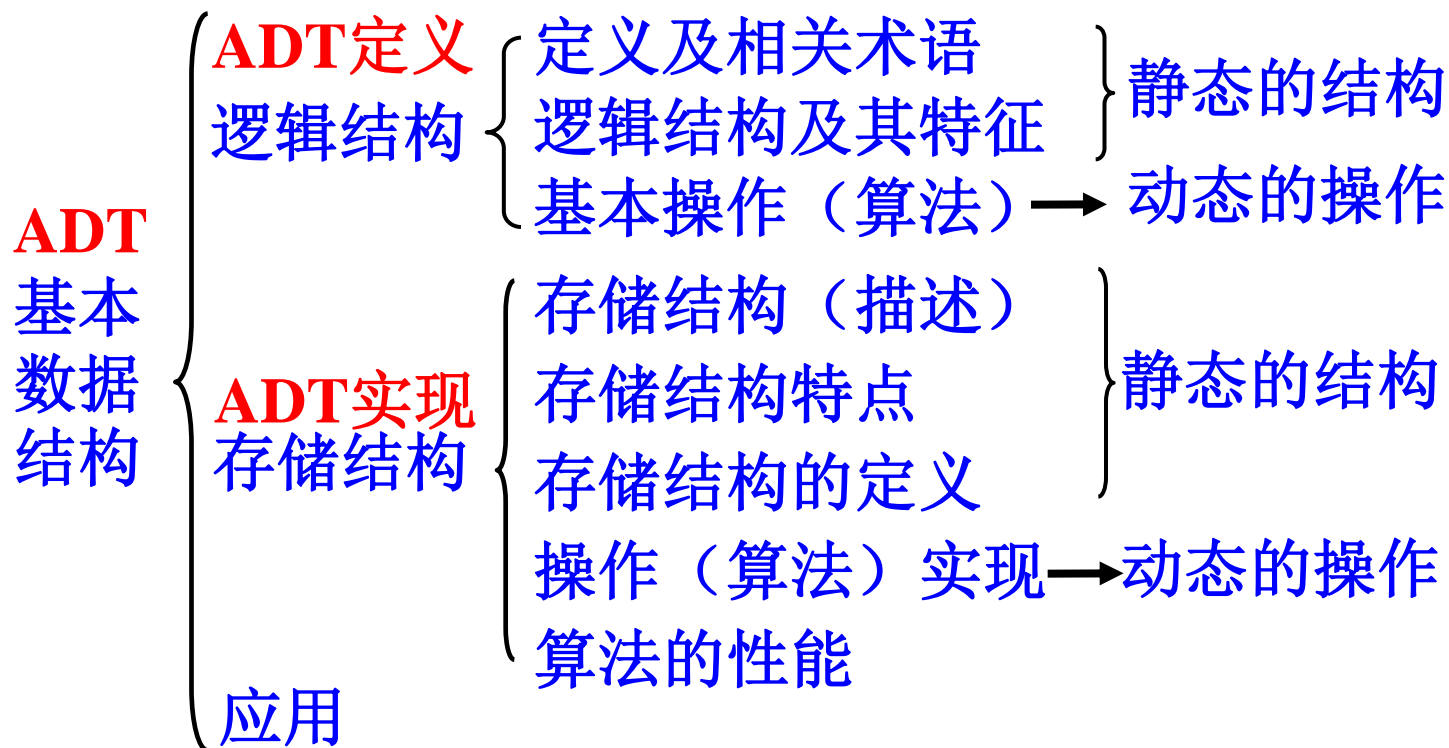 ADT
基本
数据
结构
ADT定义
逻辑结构
定义及相关术语
逻辑结构及其特征
静态的结构
基本操作（算法）
动态的操作
ADT实现
存储结构
存储结构（描述）
存储结构特点
存储结构的定义
静态的结构
操作（算法）实现
动态的操作
算法的性能
应用